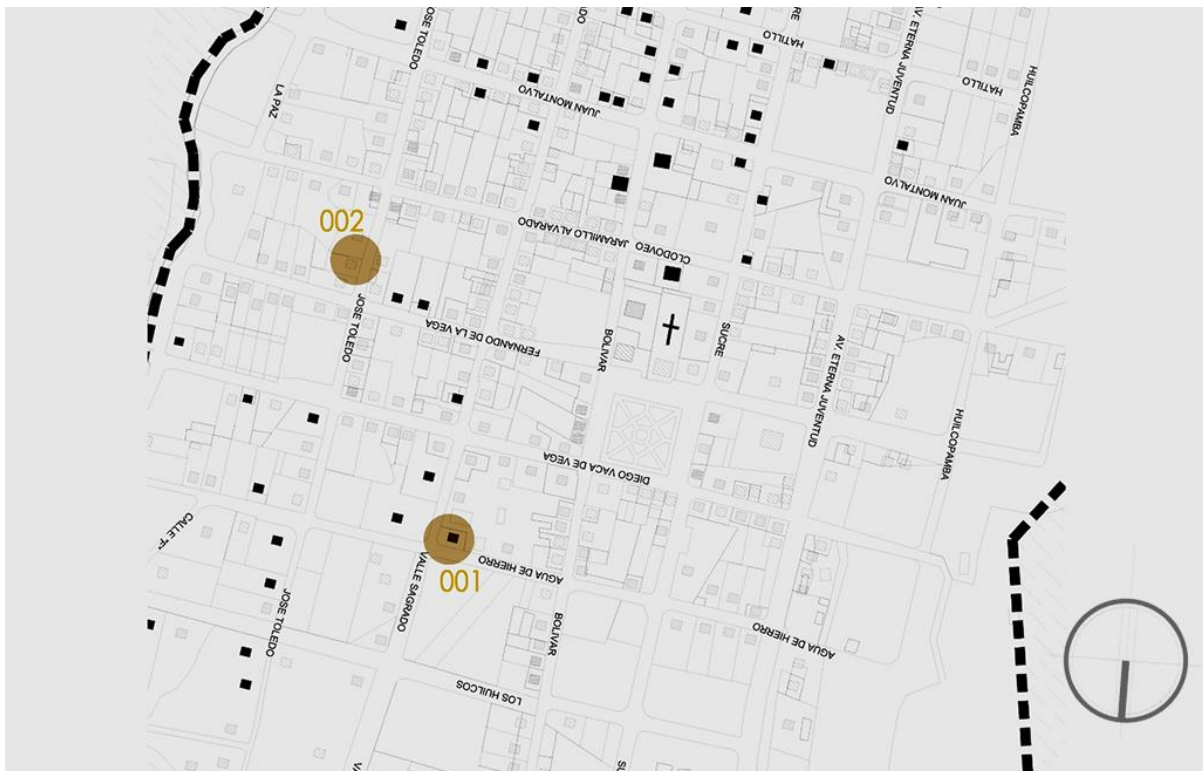 HATILLO
JOSE TOLEDO
AV. ETERNA JUVENTUD
LA PAZ
JUAN MONTALVO
HATILLO
HUILCOPAMBA
JUAN MONTALVO
002
CLODOVEO JARAMILLO ALVARADO
JOSE TOLEDO
FERNANDO DE LA VEGA
BOLIVAR
SUCRE
AV. ETERNA JUVENTUD
HUILCOPAMBA
DIEGO VACA DE VEGA
CALLE "F"
001
AGUA DE HIERRO
VALLE SAGRADO
JOSE TOLEDO
BOLIVAR
AGUA DE HIERRO
LOS HUILCOS